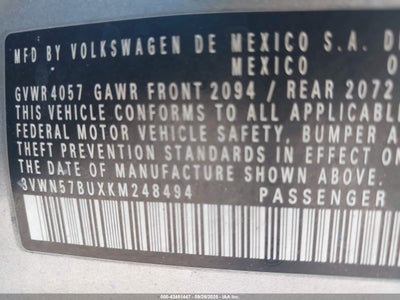 MFD BY VOLKSWAGEN DE MEXICO S.A. DE
MEXICO
GVWR 4057 GAWR FRONT 2094 / REAR 2072
THIS VEHICLE CONFORMS TO ALL APPLICABLE
FEDERAL MOTOR VEHICLE SAFETY, BUMPER AND
THEFT PREVENTION STANDARDS IN EFFECT ON
THE DATE OF MANUFACTURE SHOWN ABOVE.
3VWN57BUXKM248494 PASSENGER